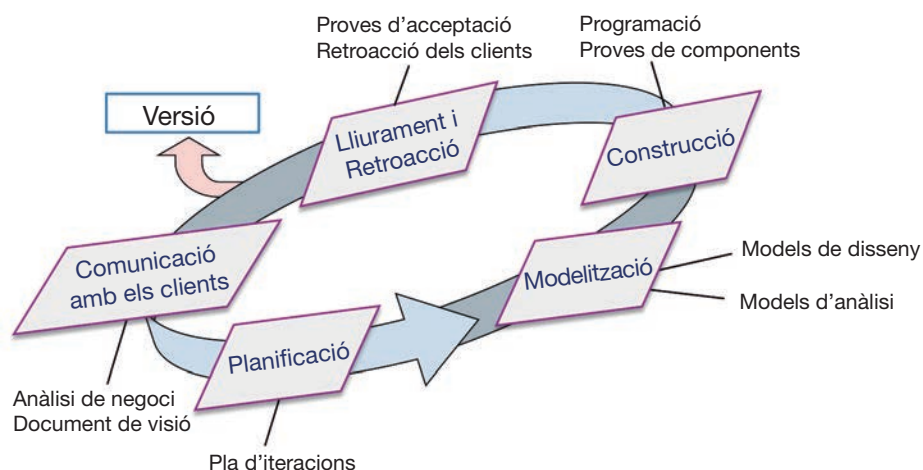 Proves d’acceptació
Retroacció dels clients
Programació
Proves de components
Versió
Lliurament i
Retroacció
Construcció
Comunicació
amb els clients
Modelització
Models de disseny
Models d’anàlisi
Planificació
Anàlisi de negoci
Document de visió
Pla d’iteracions